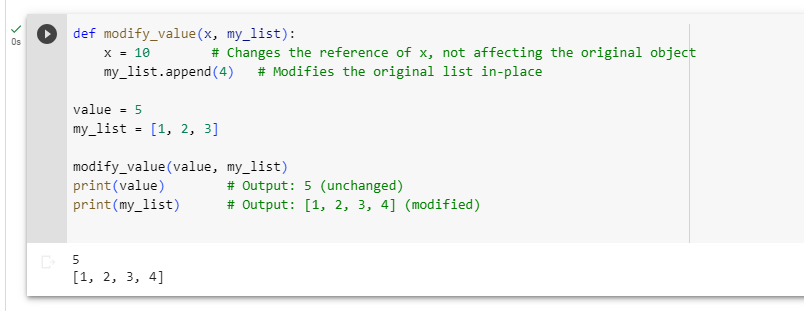 0s
def modify_value(x, my_list):
    x = 10        # Changes the reference of x, not affecting the original object
    my_list.append(4)   # Modifies the original list in-place
value = 5
my_list = [1, 2, 3]
modify_value(value, my_list)
print(value)        # Output: 5 (unchanged)
print(my_list)      # Output: [1, 2, 3, 4] (modified)
5
[1, 2, 3, 4]